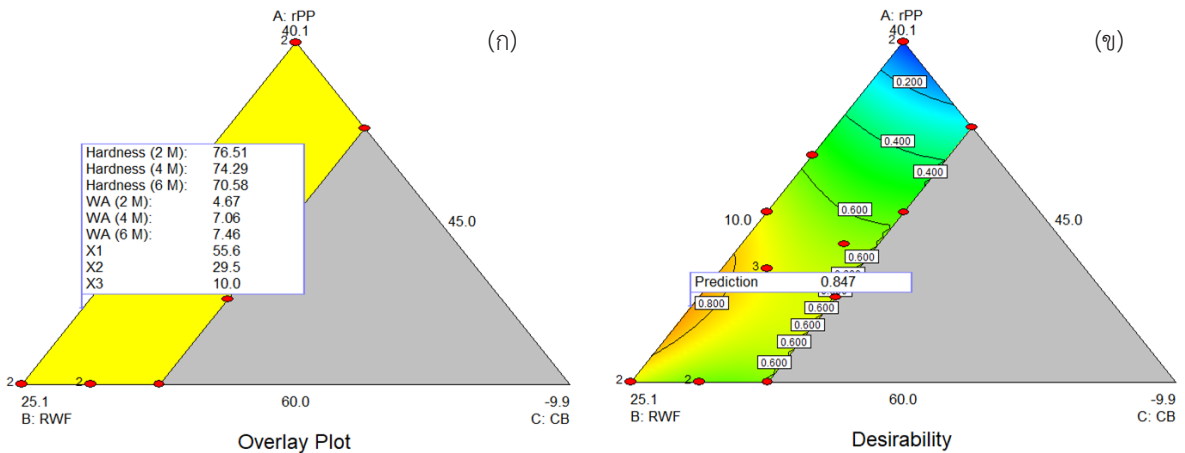 A: rPP
40.1
2
(ก)
Hardness (2 M): 76.51
Hardness (4 M): 74.29
Hardness (6 M): 70.58
WA (2 M): 4.67
WA (4 M): 7.06
WA (6 M): 7.46
X1 55.6
X2 29.5
X3 10.0
45.0
2
2
25.1
60.0
-9.9
B: RWF
C: CB
Overlay Plot
A: rPP
40.1
2
(ข)
0.200
0.400
0.400
0.600
10.0
45.0
0.600
3
Prediction 0.847
0.800
0.600
0.600
0.600
0.600
2
2
25.1
60.0
-9.9
B: RWF
C: CB
Desirability